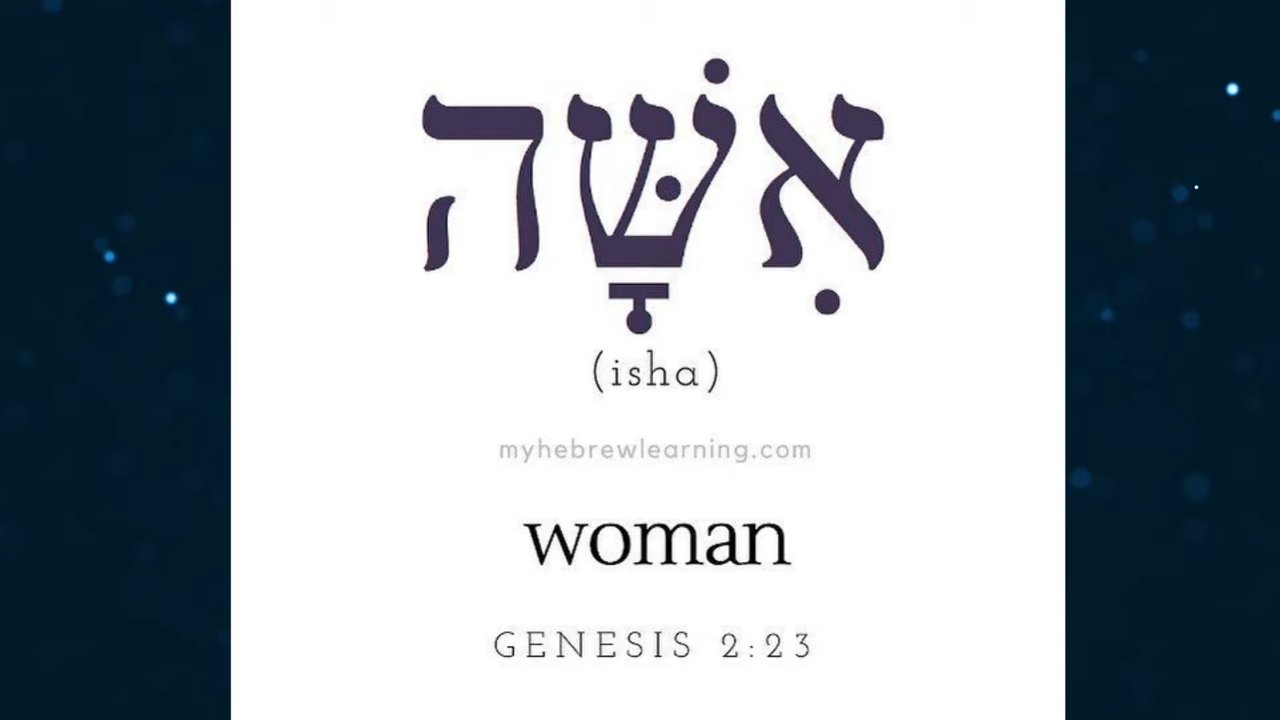 אִשָּׁה
(isha)
myhebrewlearning.com
woman
GENESIS 2:23